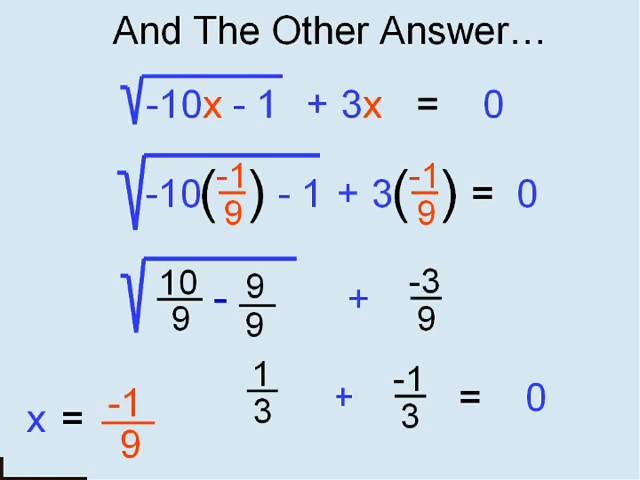 And The Other Answer…
√(-10x - 1) + 3x = 0
√(-10(-1/9) - 1) + 3(-1/9) = 0
√(10/9 - 9/9) + -3/9
1/3 + -1/3 = 0
x = -1/9